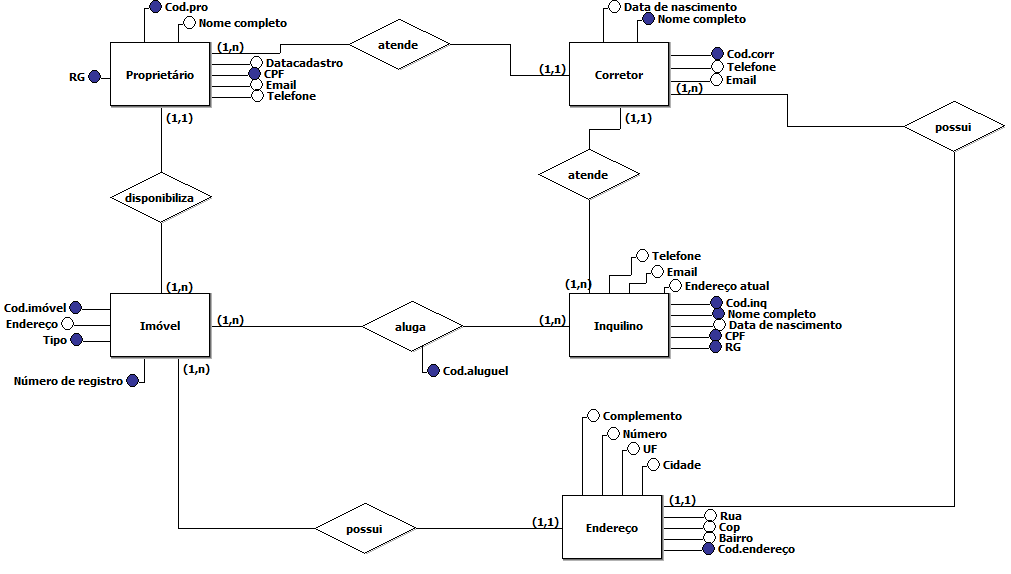 Cod.pro
Nome completo
Data de nascimento
Nome completo
(1,n)
atende
Proprietário
RG
Datacadastro
CPF
Email
Telefone
(1,1)
Corretor
Cod.corr
Telefone
Email
(1,n)
(1,1)
(1,1)
possui
atende
disponibiliza
Telefone
Email
Endereço atual
(1,n)
(1,n)
Cod.imóvel
Endereço
Tipo
Imóvel
(1,n)
aluga
(1,n)
Inquilino
Cod.inq
Nome completo
Data de nascimento
CPF
RG
Número de registro
(1,n)
Cod.aluguel
Complemento
Número
UF
Cidade
(1,1)
possui
(1,1)
Endereço
Rua
Cop
Bairro
Cod.endereço